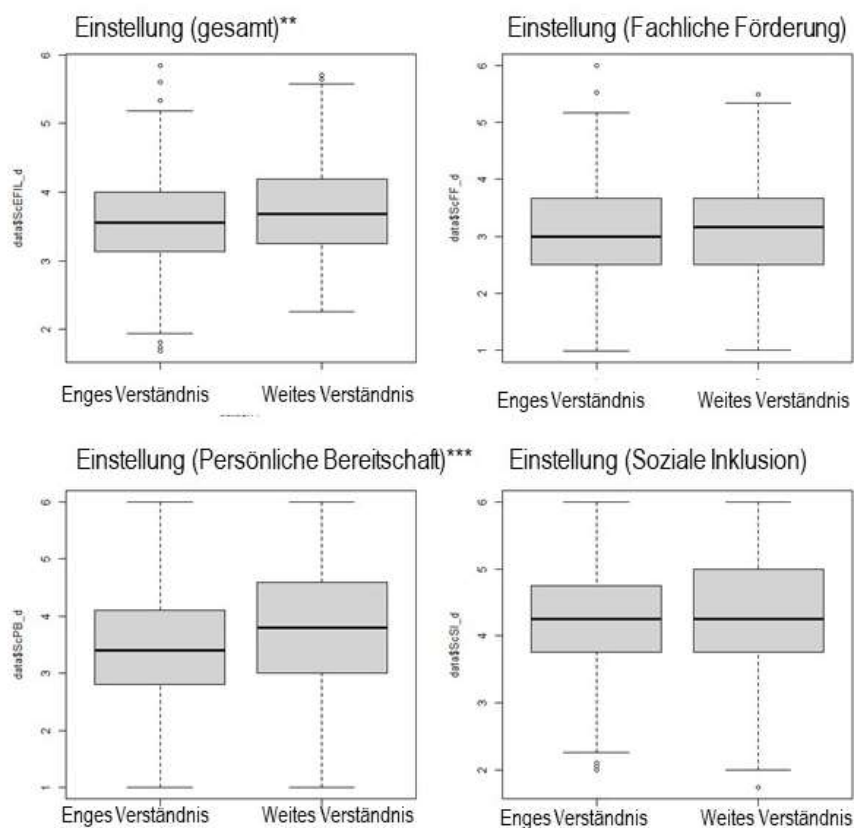 Einstellung (gesamt)**
Einstellung (Fachliche Förderung)
data$ScEFIL_d
6
5
4
3
2
Enges Verständnis
Weites Verständnis
data$ScFF_d
6
5
4
3
2
1
Enges Verständnis
Weites Verständnis
Einstellung (Persönliche Bereitschaft)***
Einstellung (Soziale Inklusion)
data$ScPB_d
6
5
4
3
2
1
Enges Verständnis
Weites Verständnis
data$ScSI_d
6
5
4
3
2
Enges Verständnis
Weites Verständnis